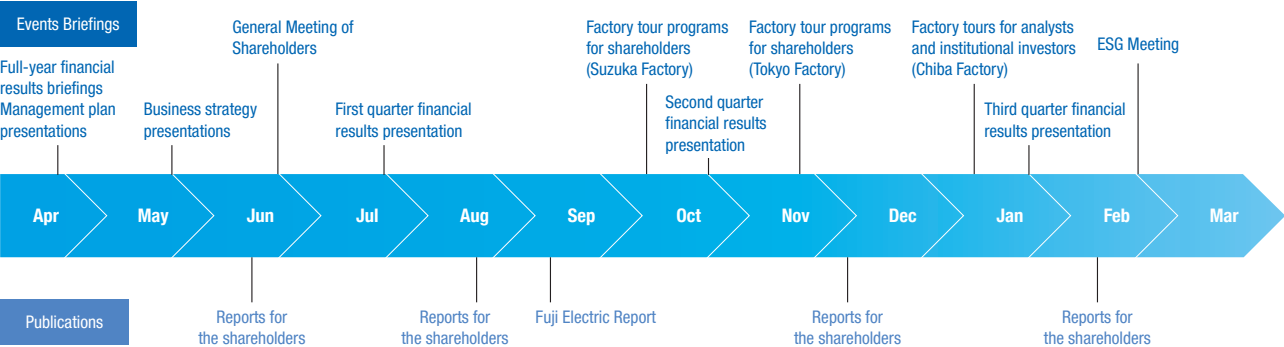 Events Briefings
Full-year financial
results briefings
Management plan
presentations
Business strategy
presentations
General Meeting of
Shareholders
First quarter financial
results presentation
Factory tour programs
for shareholders
(Suzuka Factory)
Second quarter
financial results
presentation
Factory tour programs
for shareholders
(Tokyo Factory)
Factory tours for analysts
and institutional investors
(Chiba Factory)
Third quarter financial
results presentation
ESG Meeting
Apr
May
Jun
Jul
Aug
Sep
Oct
Nov
Dec
Jan
Feb
Mar
Publications
Reports for
the shareholders
Reports for
the shareholders
Fuji Electric Report
Reports for
the shareholders
Reports for
the shareholders